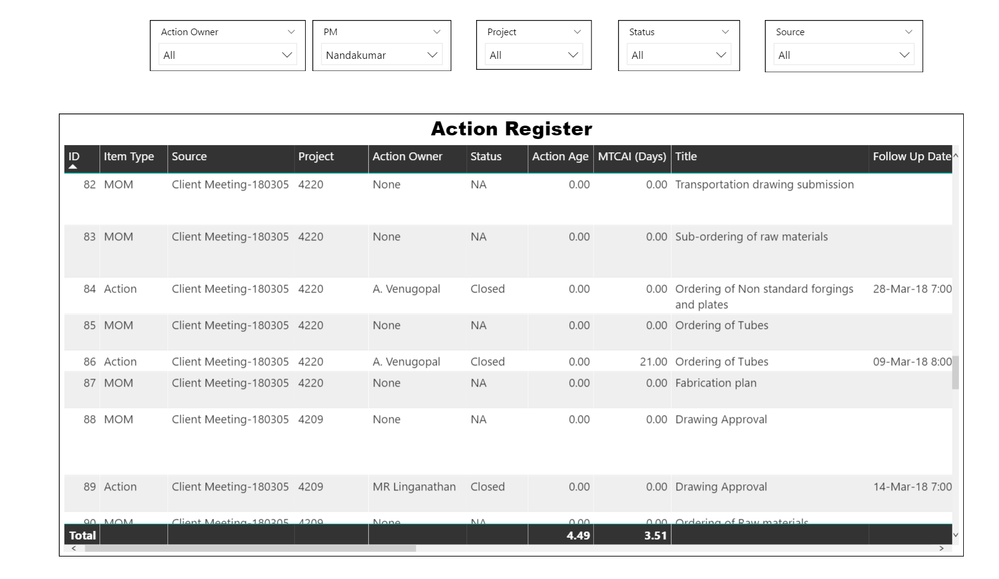 Action Owner PM Project Status Source
All Nandakumar All All All
Action Register
ID Item Type Source Project Action Owner Status Action Age MTCAI (Days) Title Follow Up Date
82 MOM Client Meeting-180305 4220 None NA 0.00 0.00 Transportation drawing submission
83 MOM Client Meeting-180305 4220 None NA 0.00 0.00 Sub-ordering of raw materials
84 Action Client Meeting-180305 4220 A. Venugopal Closed 0.00 0.00 Ordering of Non standard forgings 28-Mar-18 7:00
and plates
85 MOM Client Meeting-180305 4220 None NA 0.00 0.00 Ordering of Tubes
86 Action Client Meeting-180305 4220 A. Venugopal Closed 0.00 21.00 Ordering of Tubes 09-Mar-18 8:00
87 MOM Client Meeting-180305 4220 None NA 0.00 0.00 Fabrication plan
88 MOM Client Meeting-180305 4209 None NA 0.00 0.00 Drawing Approval
89 Action Client Meeting-180305 4209 MR Linganathan Closed 0.00 0.00 Drawing Approval 14-Mar-18 7:00
90 MOM Client Meeting-180305 4209 None NA 0.00 0.00 Ordering of Raw materials
Total 4.49 3.51